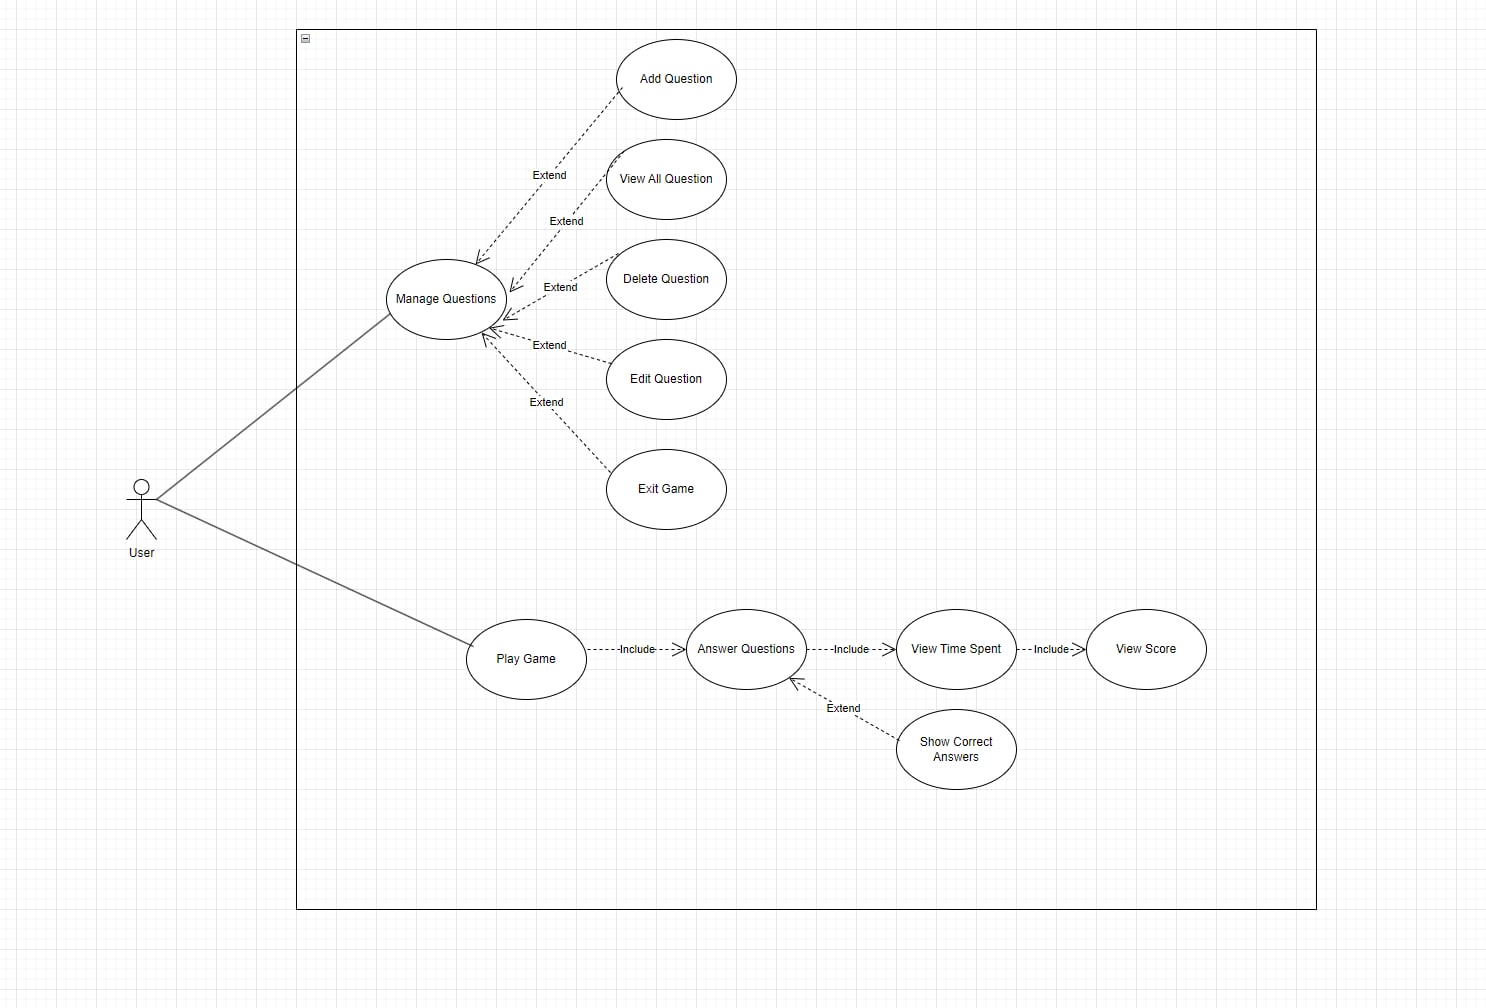 Add Question
Extend
View All Question
Extend
Delete Question
Extend
Manage Questions
Extend
Edit Question
Extend
Exit Game
User
Play Game
Include
Answer Questions
Include
View Time Spent
Include
View Score
Extend
Show Correct
Answers